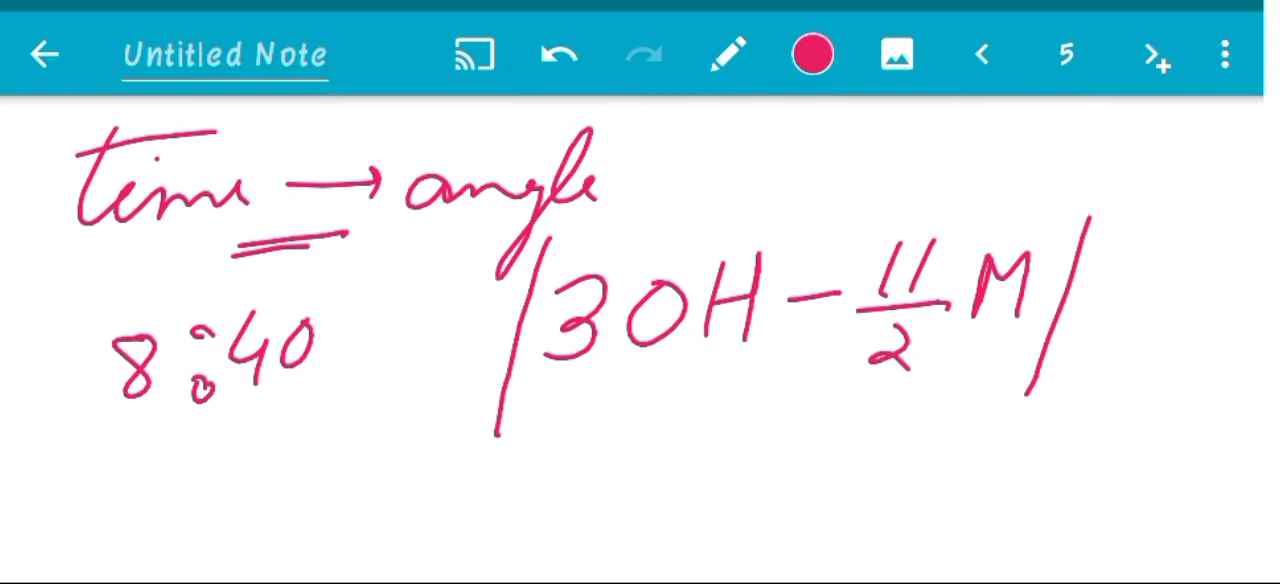 Untitled Note 5
Time → angle
8:40 |30H - 11/2 M|